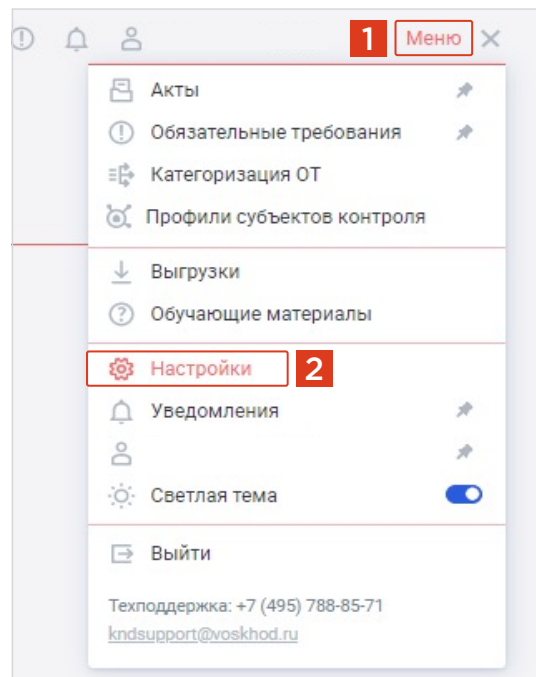 1 Меню
Акты
Обязательные требования
Категоризация ОТ
Профили субъектов контроля
Выгрузки
Обучающие материалы
Настройки 2
Уведомления
Светлая тема
Выйти
Техподдержка: +7 (495) 788-85-71
kndsupport@voskhod.ru